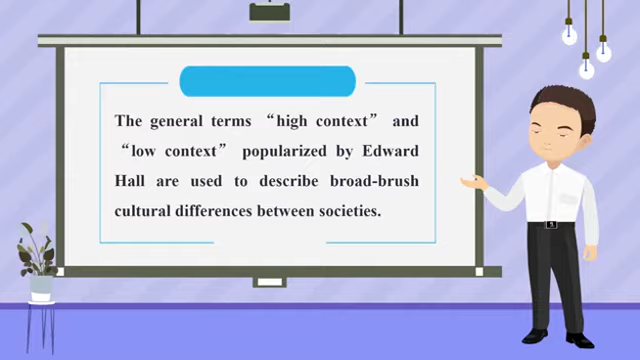 The general terms “high context” and
“low context” popularized by Edward
Hall are used to describe broad-brush
cultural differences between societies.